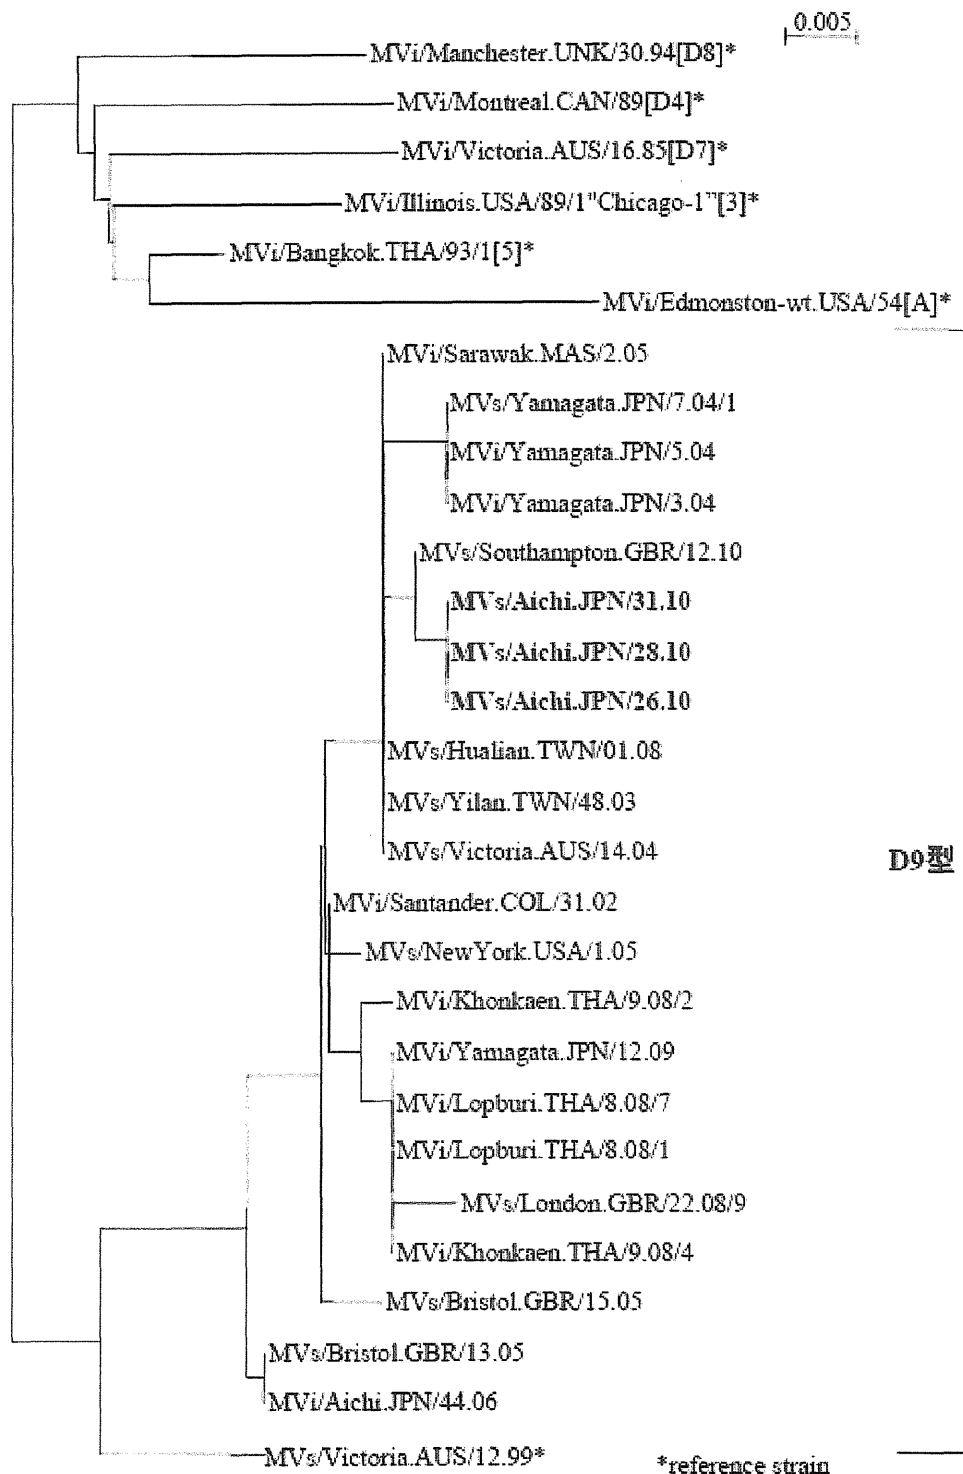 0.005
MVi/Manchester.UNK/30.94[D8]*
MVi/Montreal.CAN/89[D4]*
MVi/Victoria.AUS/16.85[D7]*
MVi/Illinois.USA/89/1"Chicago-1"[3]*
MVi/Bangkok.THA/93/1[5]*
MVi/Edmonston-wt.USA/54[A]*
MVi/Sarawak.MAS/2.05
MVs/Yamagata.JPN/7.04/1
MVi/Yamagata.JPN/5.04
MVi/Yamagata.JPN/3.04
MVs/Southampton.GBR/12.10
MVs/Aichi.JPN/31.10
MVs/Aichi.JPN/28.10
MVs/Aichi.JPN/26.10
MVs/Hualian.TWN/01.08
MVs/Yilan.TWN/48.03
MVs/Victoria.AUS/14.04
D9型
MVi/Santander.COL/31.02
MVs/NewYork.USA/1.05
MVi/Khonkaen.THA/9.08/2
MVi/Yamagata.JPN/12.09
MVi/Lopburi.THA/8.08/7
MVi/Lopburi.THA/8.08/1
MVs/London.GBR/22.08/9
MVi/Khonkaen.THA/9.08/4
MVs/Bristol.GBR/15.05
MVs/Bristol.GBR/13.05
MVi/Aichi.JPN/44.06
MVs/Victoria.AUS/12.99*
*reference strain